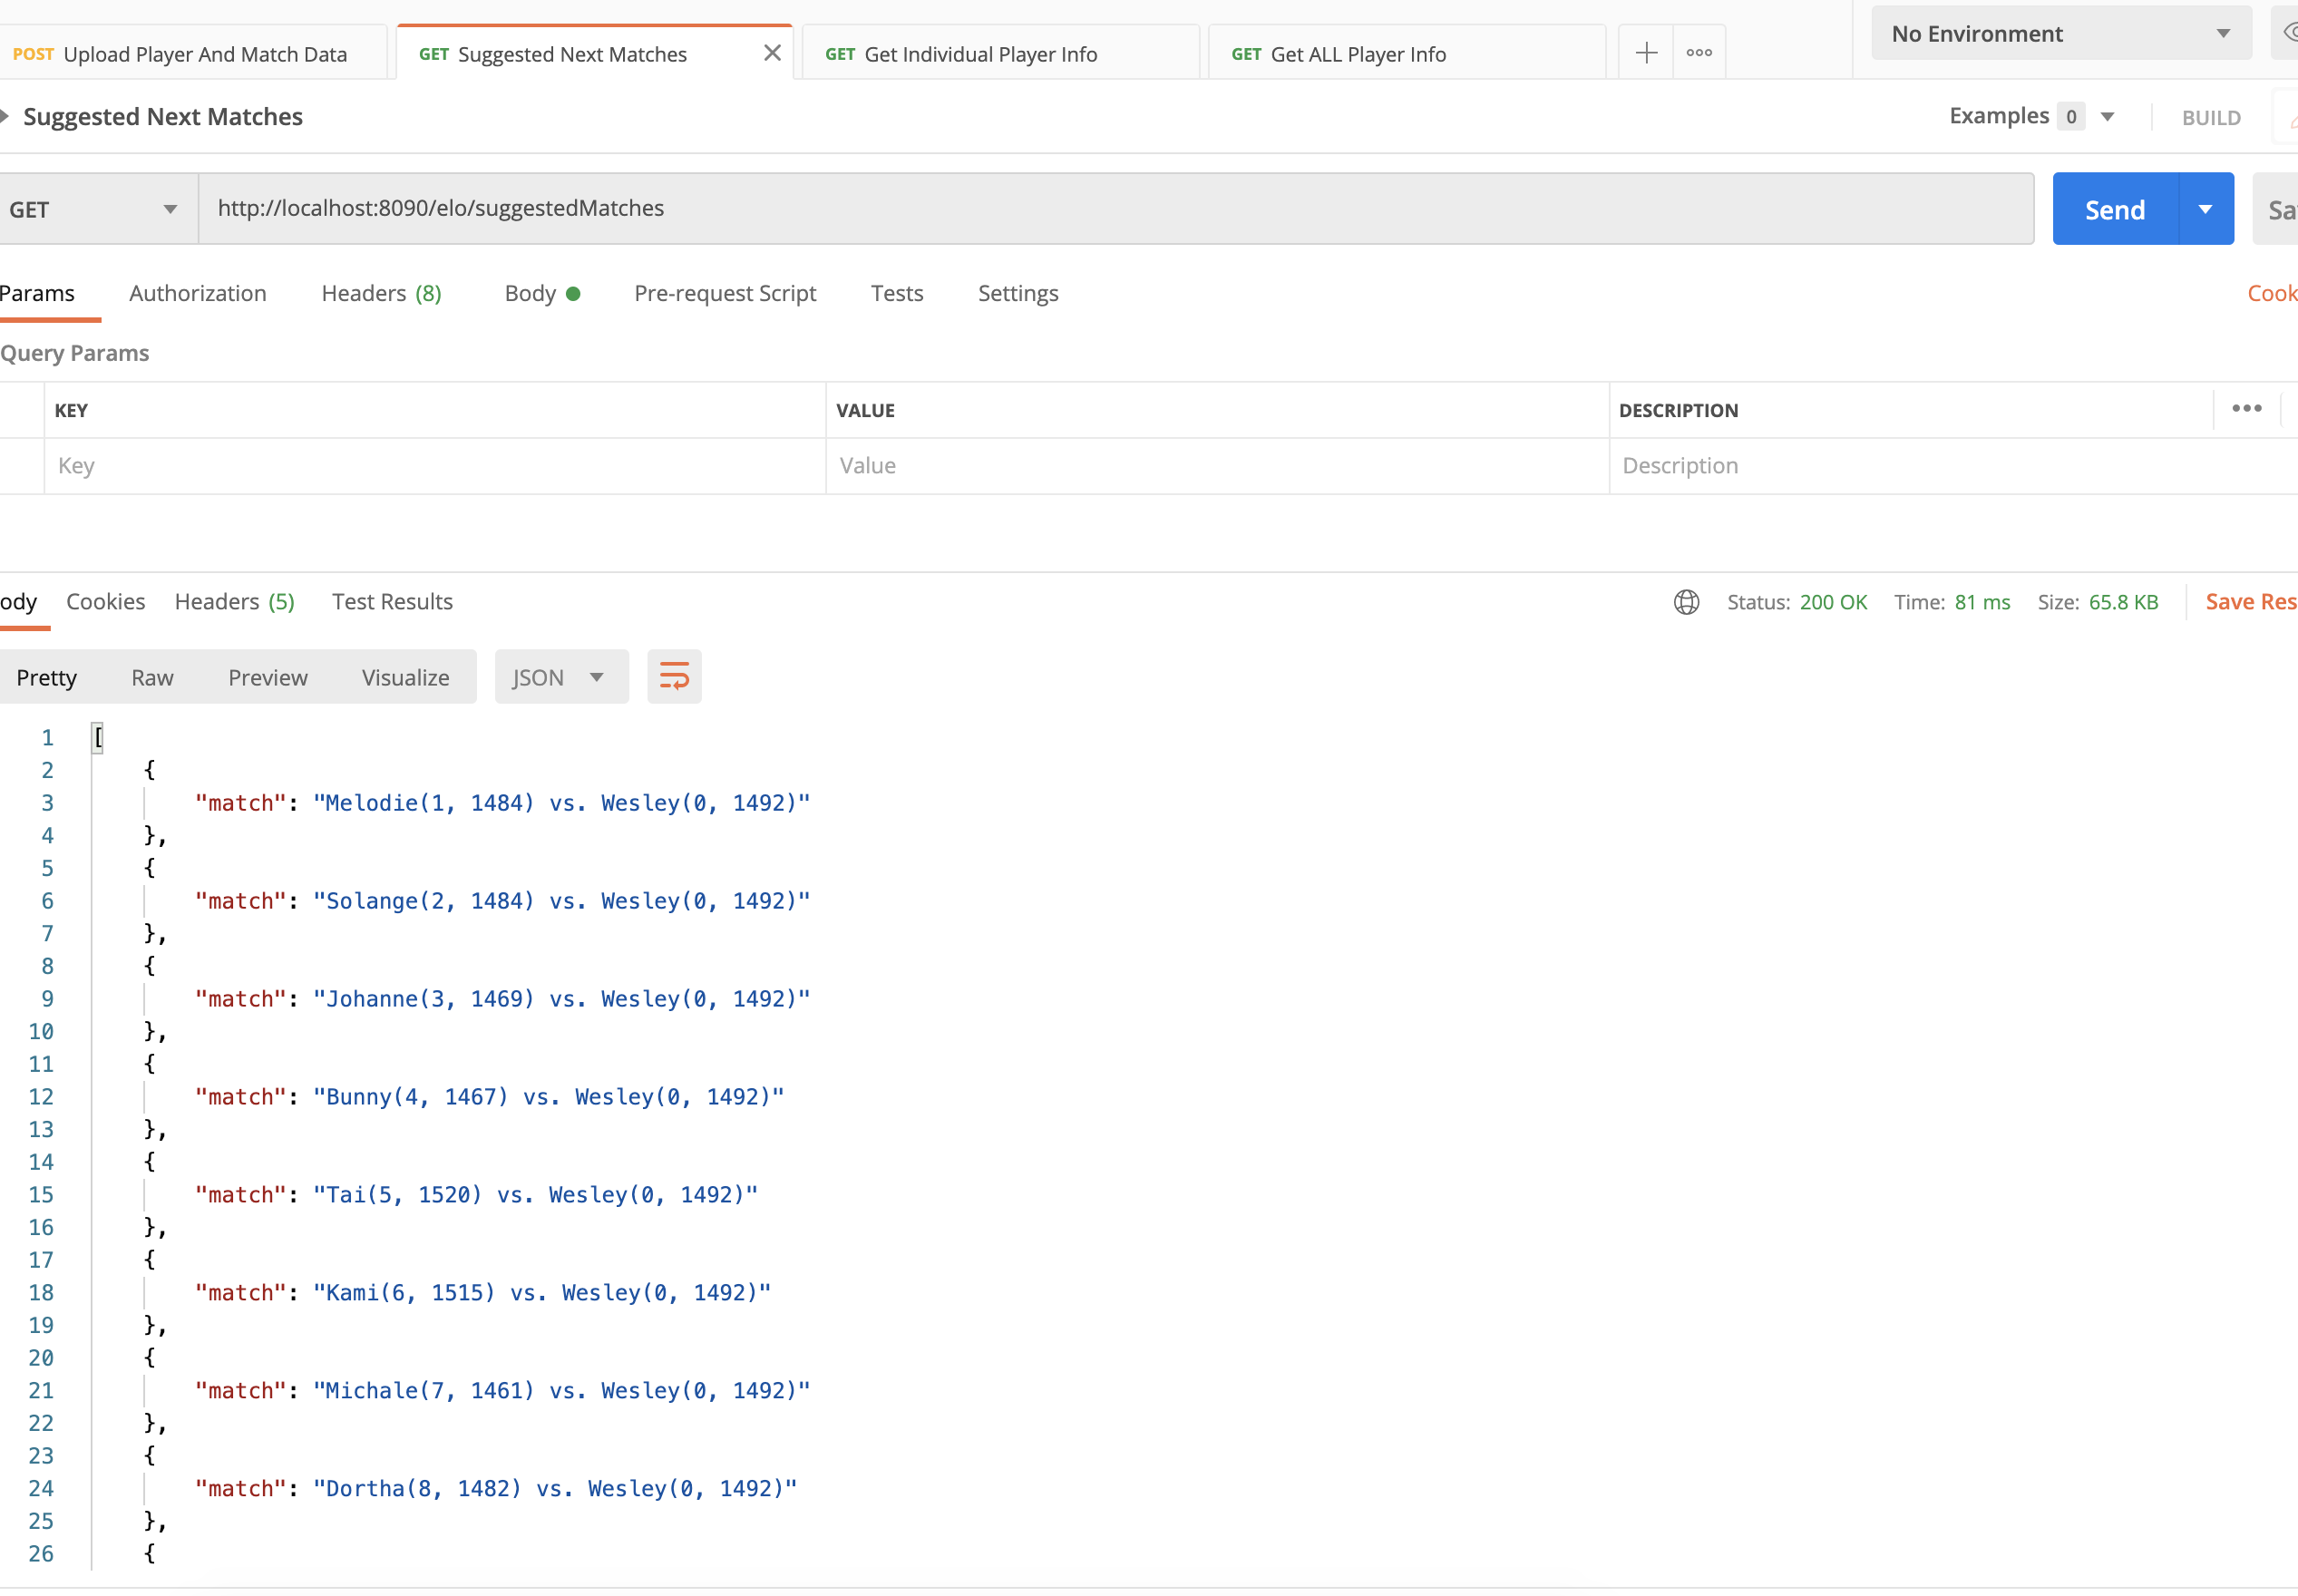 POST Upload Player And Match Data GET Suggested Next Matches GET Get Individual Player Info GET Get ALL Player Info No Environment
Suggested Next Matches Examples 0 BUILD
GET http://localhost:8090/elo/suggestedMatches Send Sa
Params Authorization Headers (8) Body Pre-request Script Tests Settings Cook
Query Params
KEY VALUE DESCRIPTION
Key Value Description
ody Cookies Headers (5) Test Results Status: 200 OK Time: 81 ms Size: 65.8 KB Save Res
Pretty Raw Preview Visualize JSON
1 [
2 {
3 "match": "Melodie(1, 1484) vs. Wesley(0, 1492)"
4 },
5 {
6 "match": "Solange(2, 1484) vs. Wesley(0, 1492)"
7 },
8 {
9 "match": "Johanne(3, 1469) vs. Wesley(0, 1492)"
10 },
11 {
12 "match": "Bunny(4, 1467) vs. Wesley(0, 1492)"
13 },
14 {
15 "match": "Tai(5, 1520) vs. Wesley(0, 1492)"
16 },
17 {
18 "match": "Kami(6, 1515) vs. Wesley(0, 1492)"
19 },
20 {
21 "match": "Michale(7, 1461) vs. Wesley(0, 1492)"
22 },
23 {
24 "match": "Dortha(8, 1482) vs. Wesley(0, 1492)"
25 },
26 {